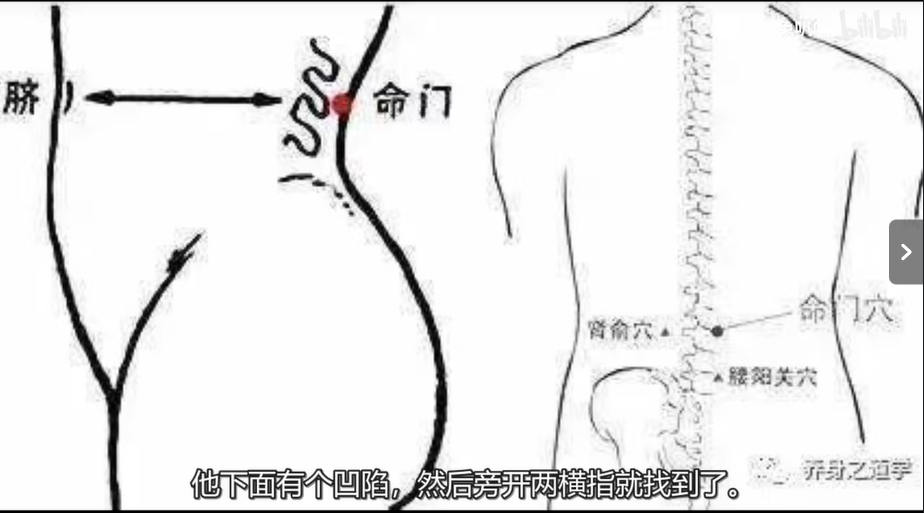 bilibili
脐
命门
命门穴
肾俞穴
腰阳关穴
养身之道学
他下面有个凹陷，然后旁开两横指就找到了。